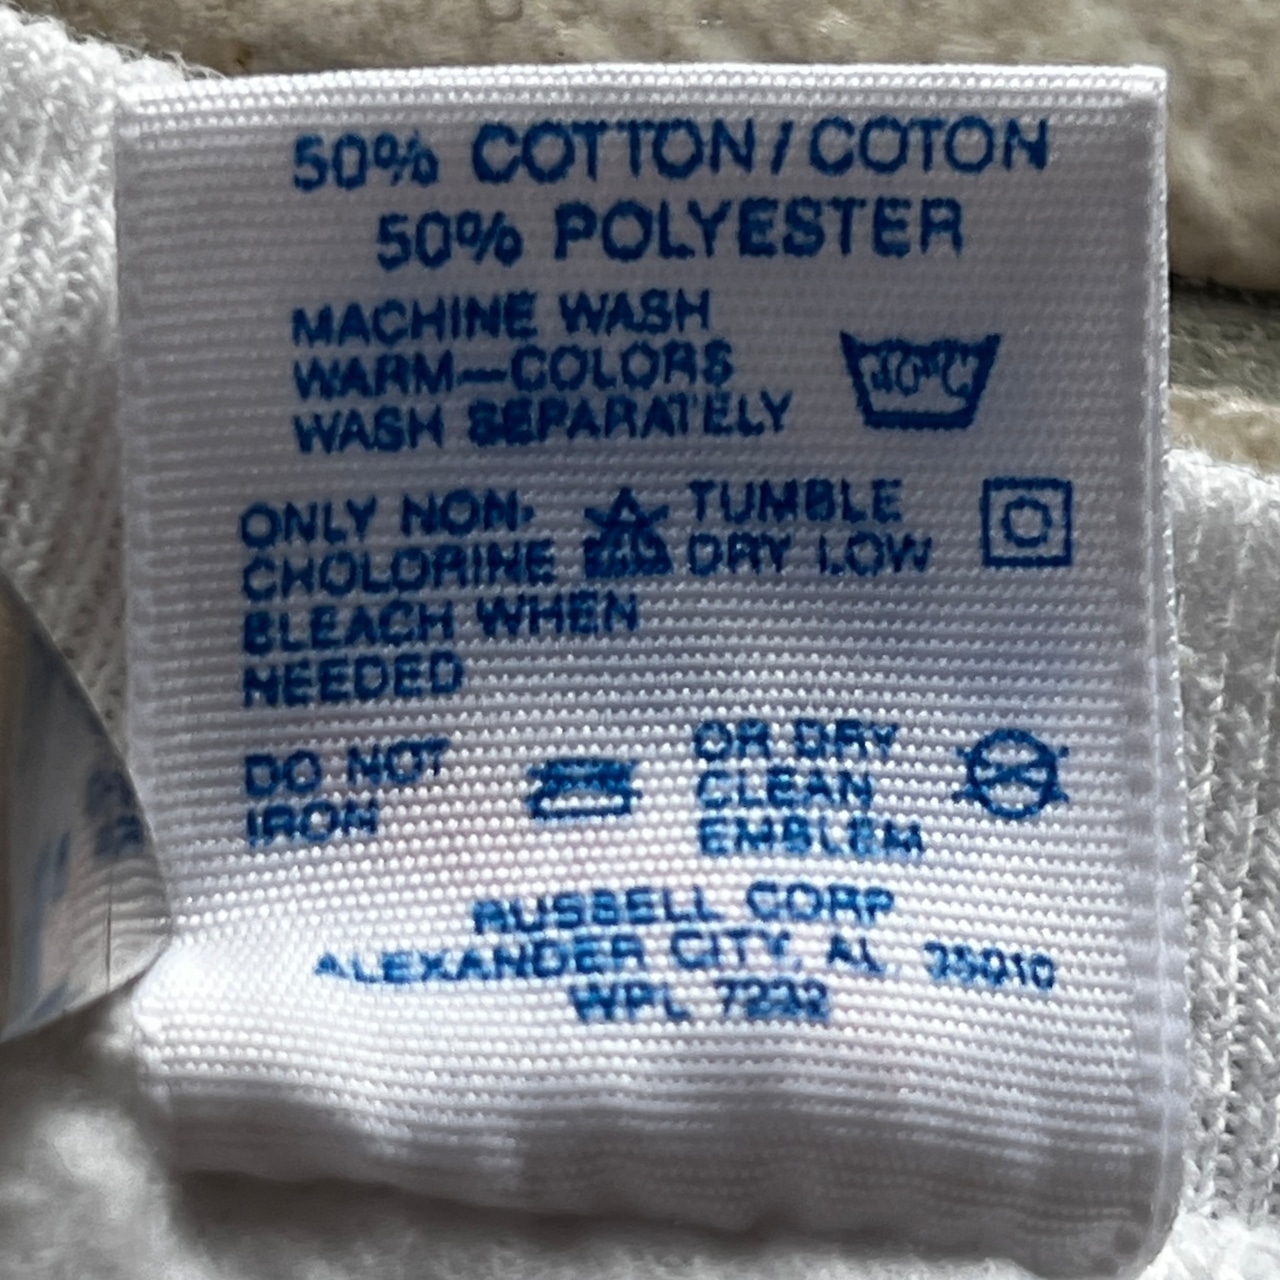 50% COTTON / COTON
50% POLYESTER
MACHINE WASH
WARM—COLORS
WASH SEPARATELY
40°C
ONLY NON-
CHOLORINE
BLEACH WHEN
NEEDED
TUMBLE
DRY LOW
DO NOT
IRON
OR DRY
CLEAN
EMBLEM
RUSSELL CORP
ALEXANDER CITY, AL 35010
WPL 7232